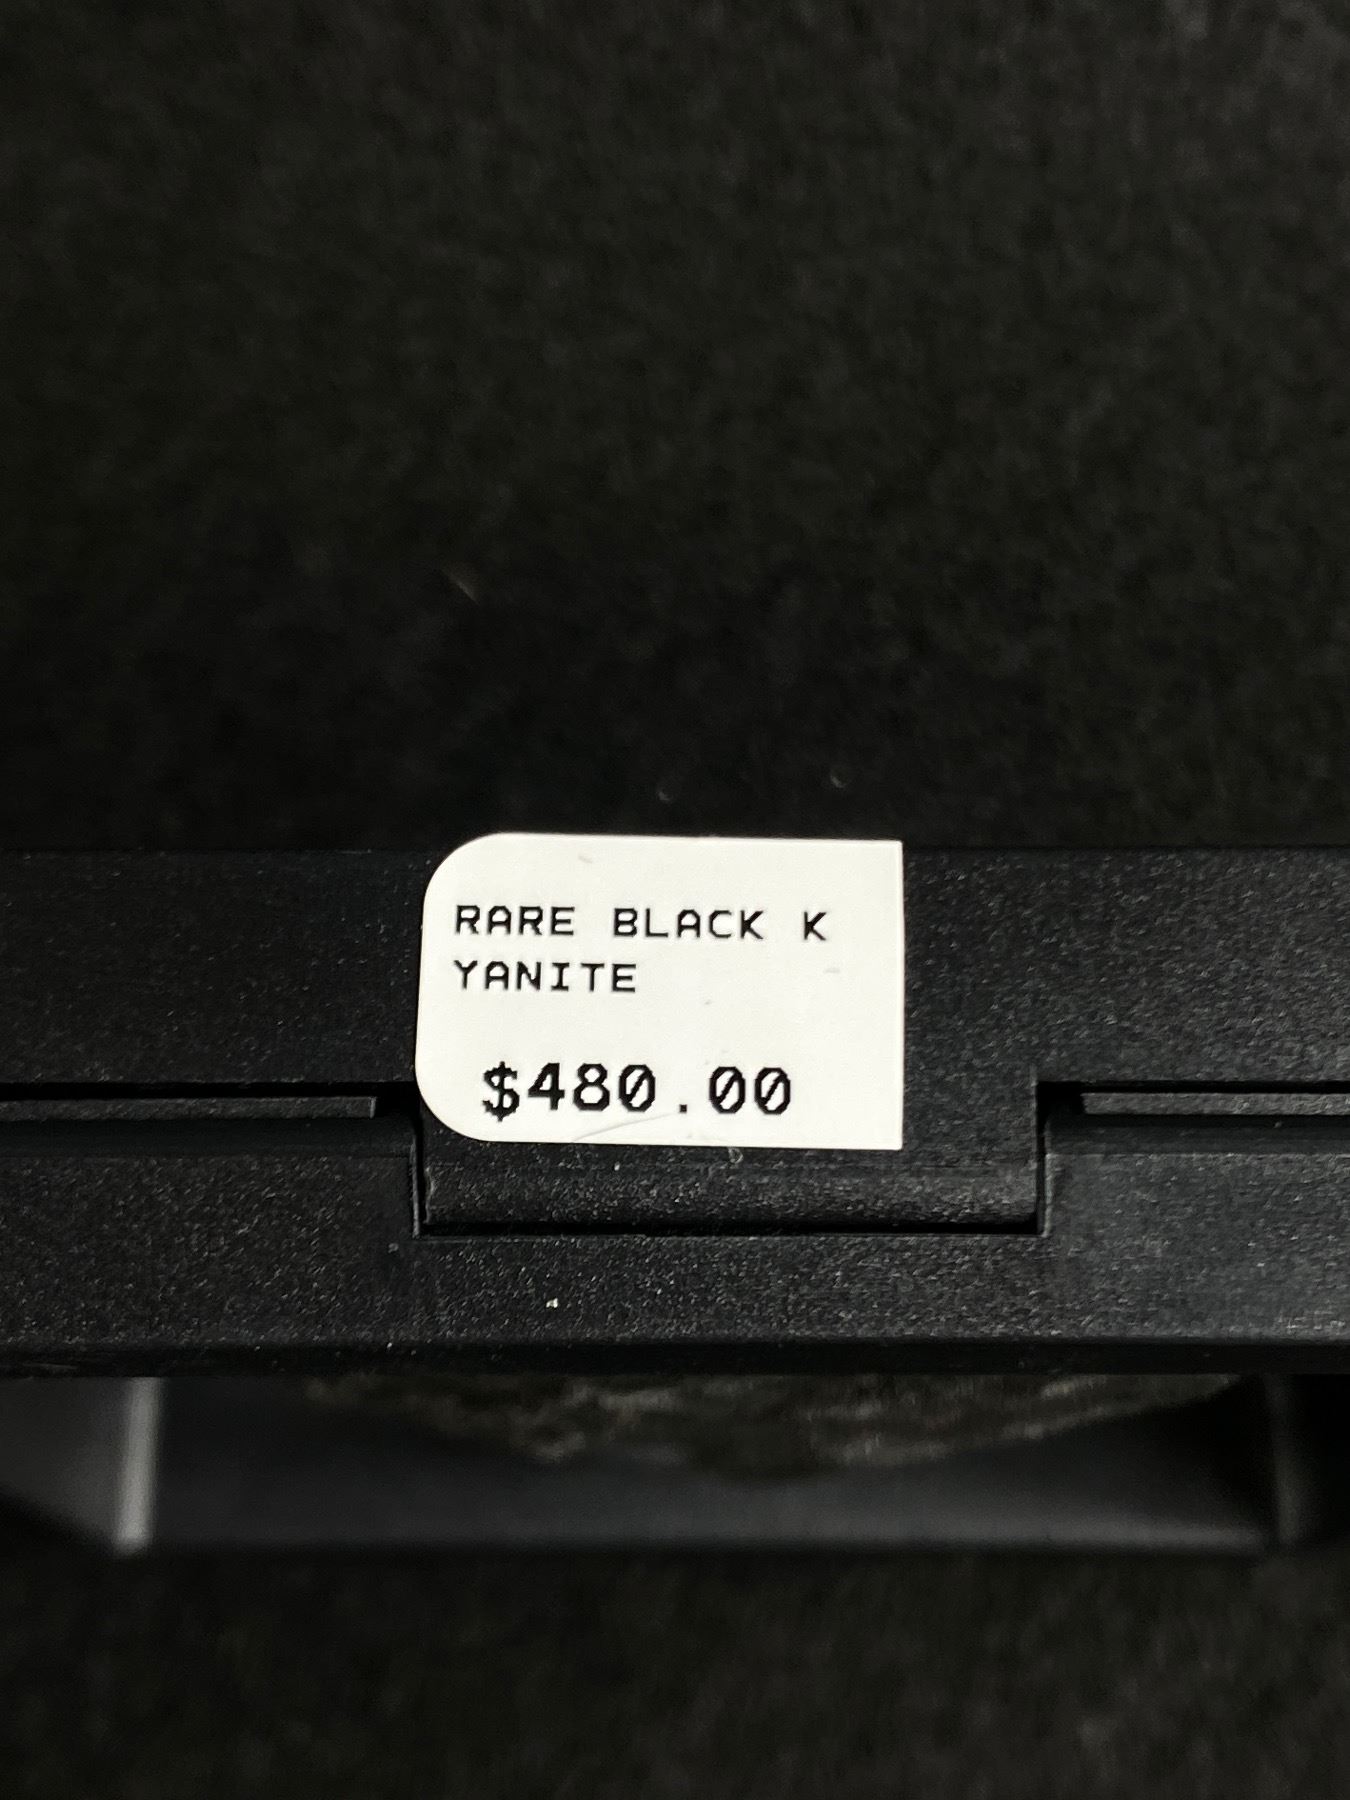 RARE BLACK K
YANITE
$480.00